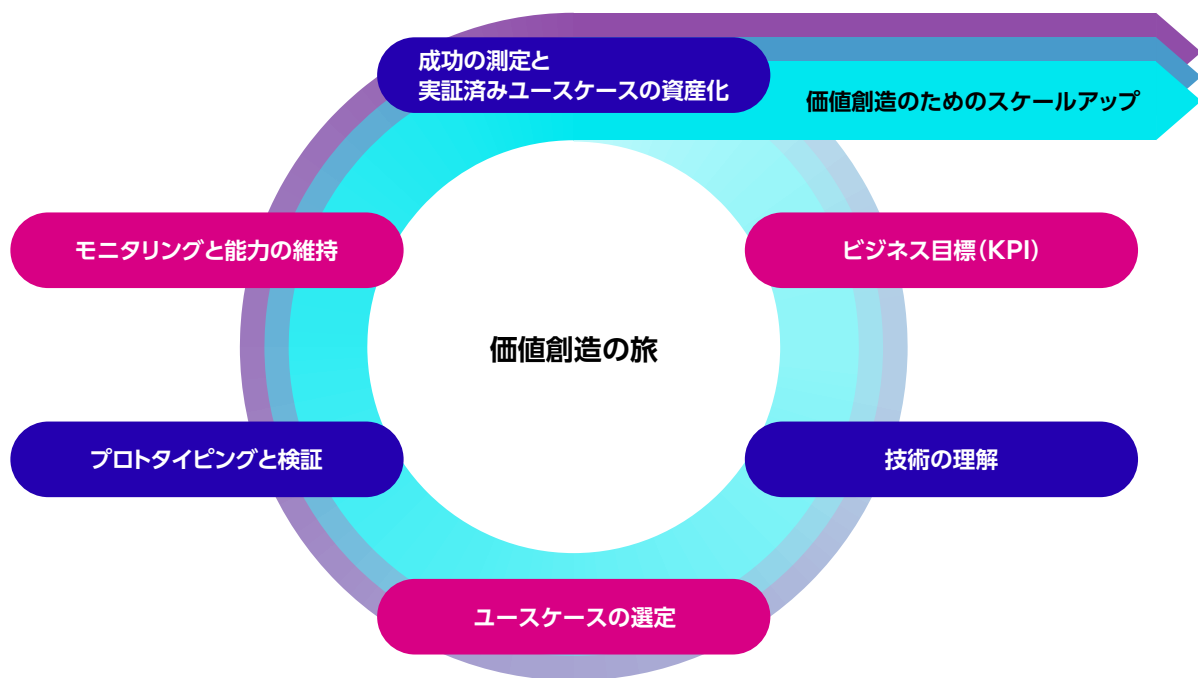 成功の測定と
実証済みユースケースの資産化
価値創造のためのスケールアップ
モニタリングと能力の維持
ビジネス目標（KPI）
価値創造の旅
プロトタイピングと検証
技術の理解
ユースケースの選定